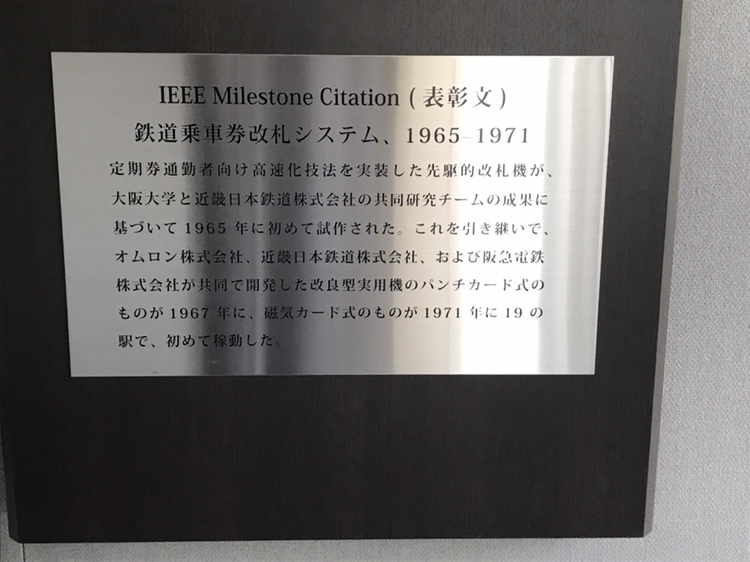 IEEE Milestone Citation (表彰文)
鉄道乗車券改札システム、1965–1971
定期券通勤者向け高速化技法を実装した先駆的改札機が、
大阪大学と近畿日本鉄道株式会社の共同研究チームの成果に
基づいて1965年に初めて試作された。これを引き継いで、
オムロン株式会社、近畿日本鉄道株式会社、および阪急電鉄
株式会社が共同で開発した改良型実用機のパンチカード式の
ものが1967年に、磁気カード式のものが1971年に19の
駅で、初めて稼動した。